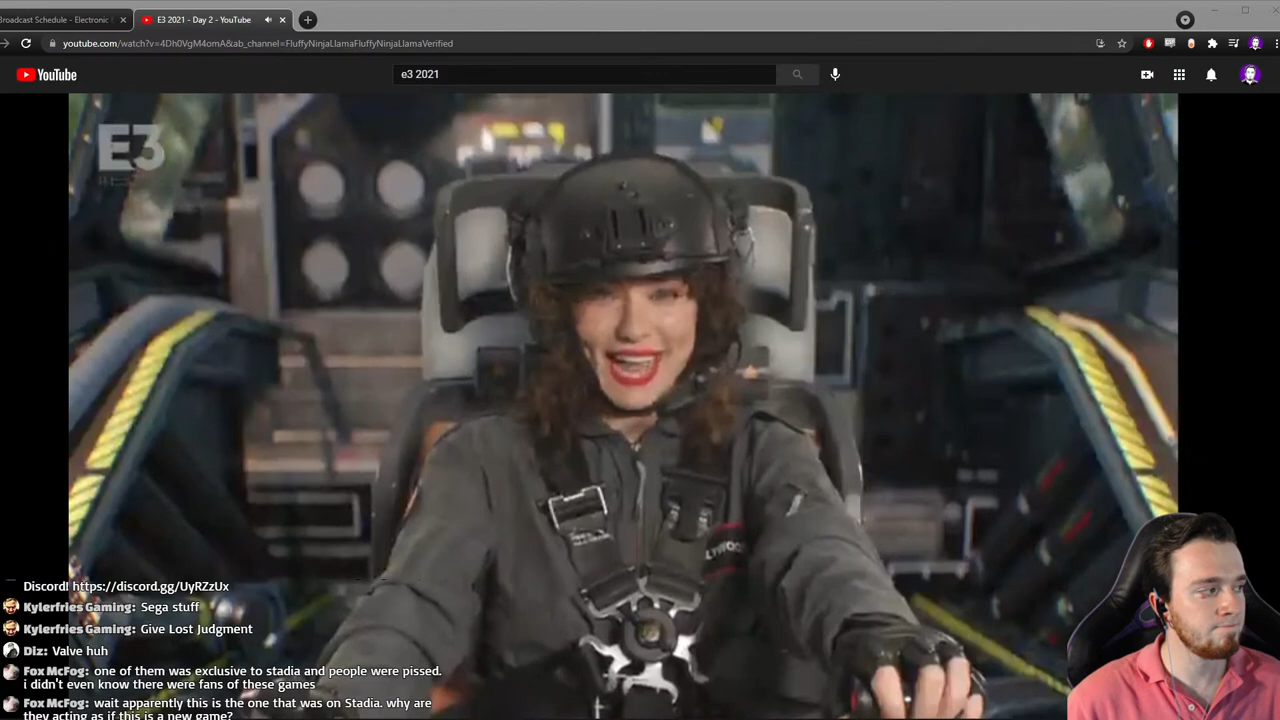 Broadcast Schedule - Electronic
E3 2021 - Day 2 - YouTube
youtube.com/watch?v=4Dh0VgM4omA&ab_channel=FluffyNinjaLlamaFluffyNinjaLlamaVerified
YouTube
e3 2021
E3
Discord! https://discord.gg/UyRZzUx
Kylerfries Gaming: Sega stuff
Kylerfries Gaming: Give Lost Judgment
Diz: Valve huh
Fox McFog: one of them was exclusive to stadia and people were pissed.
i didn't even know there were fans of these games
Fox McFog: wait apparently this is the one that was on Stadia. why are
they acting as if this is a new game?